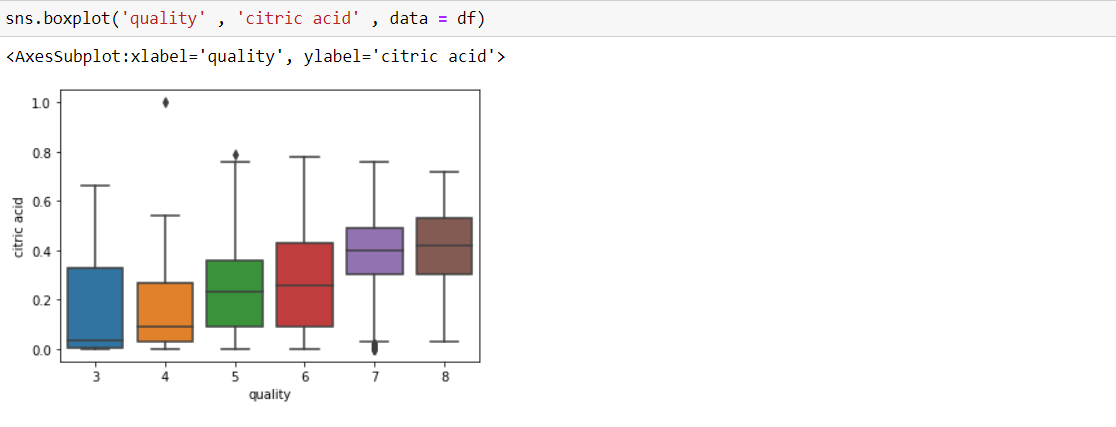 sns.boxplot('quality' , 'citric acid' , data = df)
<AxesSubplot:xlabel='quality', ylabel='citric acid'>
1.0
0.8
0.6
0.4
0.2
0.0
citric acid
3 4 5 6 7 8
quality